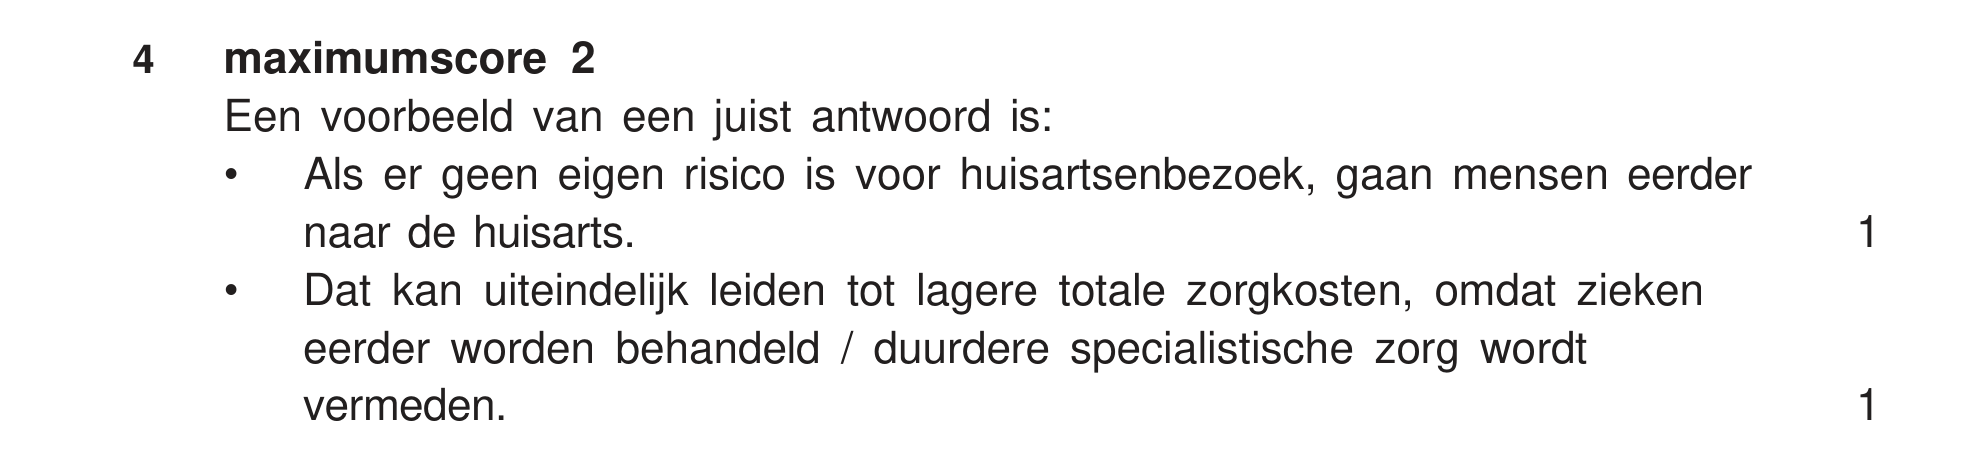 4 maximumscore 2
Een voorbeeld van een juist antwoord is:
• Als er geen eigen risico is voor huisartsenbezoek, gaan mensen eerder
naar de huisarts. 1
• Dat kan uiteindelijk leiden tot lagere totale zorgkosten, omdat zieken
eerder worden behandeld / duurdere specialistische zorg wordt
vermeden. 1